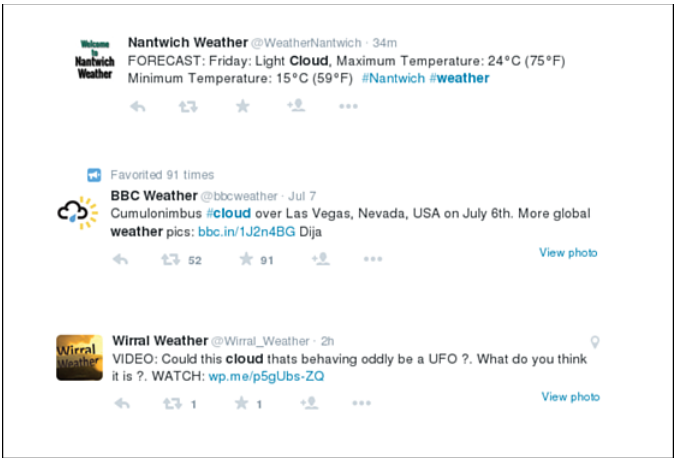 Welcome
to
Nantwich
Weather
Nantwich Weather @WeatherNantwich · 34m
FORECAST: Friday: Light Cloud, Maximum Temperature: 24°C (75°F)
Minimum Temperature: 15°C (59°F) #Nantwich #weather
Favorited 91 times
BBC Weather @bbcweather · Jul 7
Cumulonimbus #cloud over Las Vegas, Nevada, USA on July 6th. More global
weather pics: bbc.in/1J2n4BG Dija
52 91
View photo
Wirral
Weather
Wirral Weather @Wirral_Weather · 2h
VIDEO: Could this cloud thats behaving oddly be a UFO ?. What do you think
it is ?. WATCH: wp.me/p5gUbs-ZQ
1 1
View photo